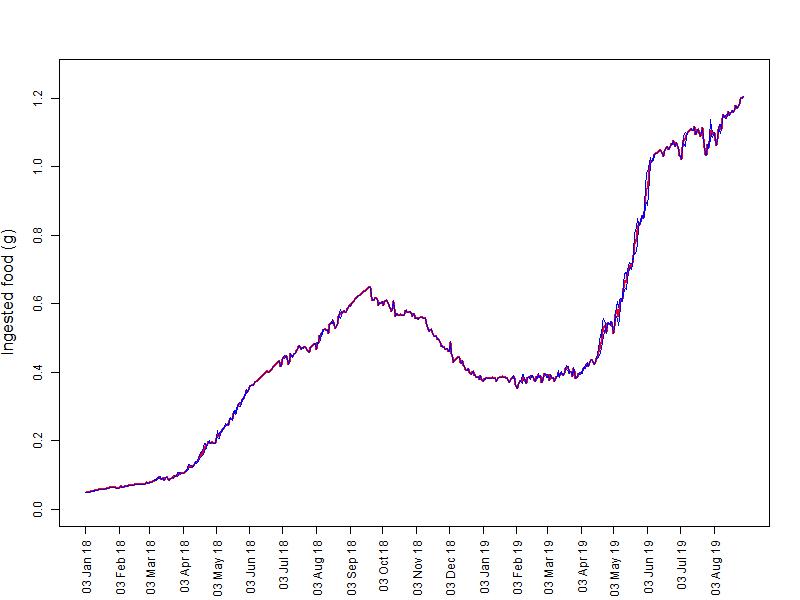 Ingested food (g)
1.2
1.0
0.8
0.6
0.4
0.2
0.0
03 Jan 18
03 Feb 18
03 Mar 18
03 Apr 18
03 May 18
03 Jun 18
03 Jul 18
03 Aug 18
03 Sep 18
03 Oct 18
03 Nov 18
03 Dec 18
03 Jan 19
03 Feb 19
03 Mar 19
03 Apr 19
03 May 19
03 Jun 19
03 Jul 19
03 Aug 19